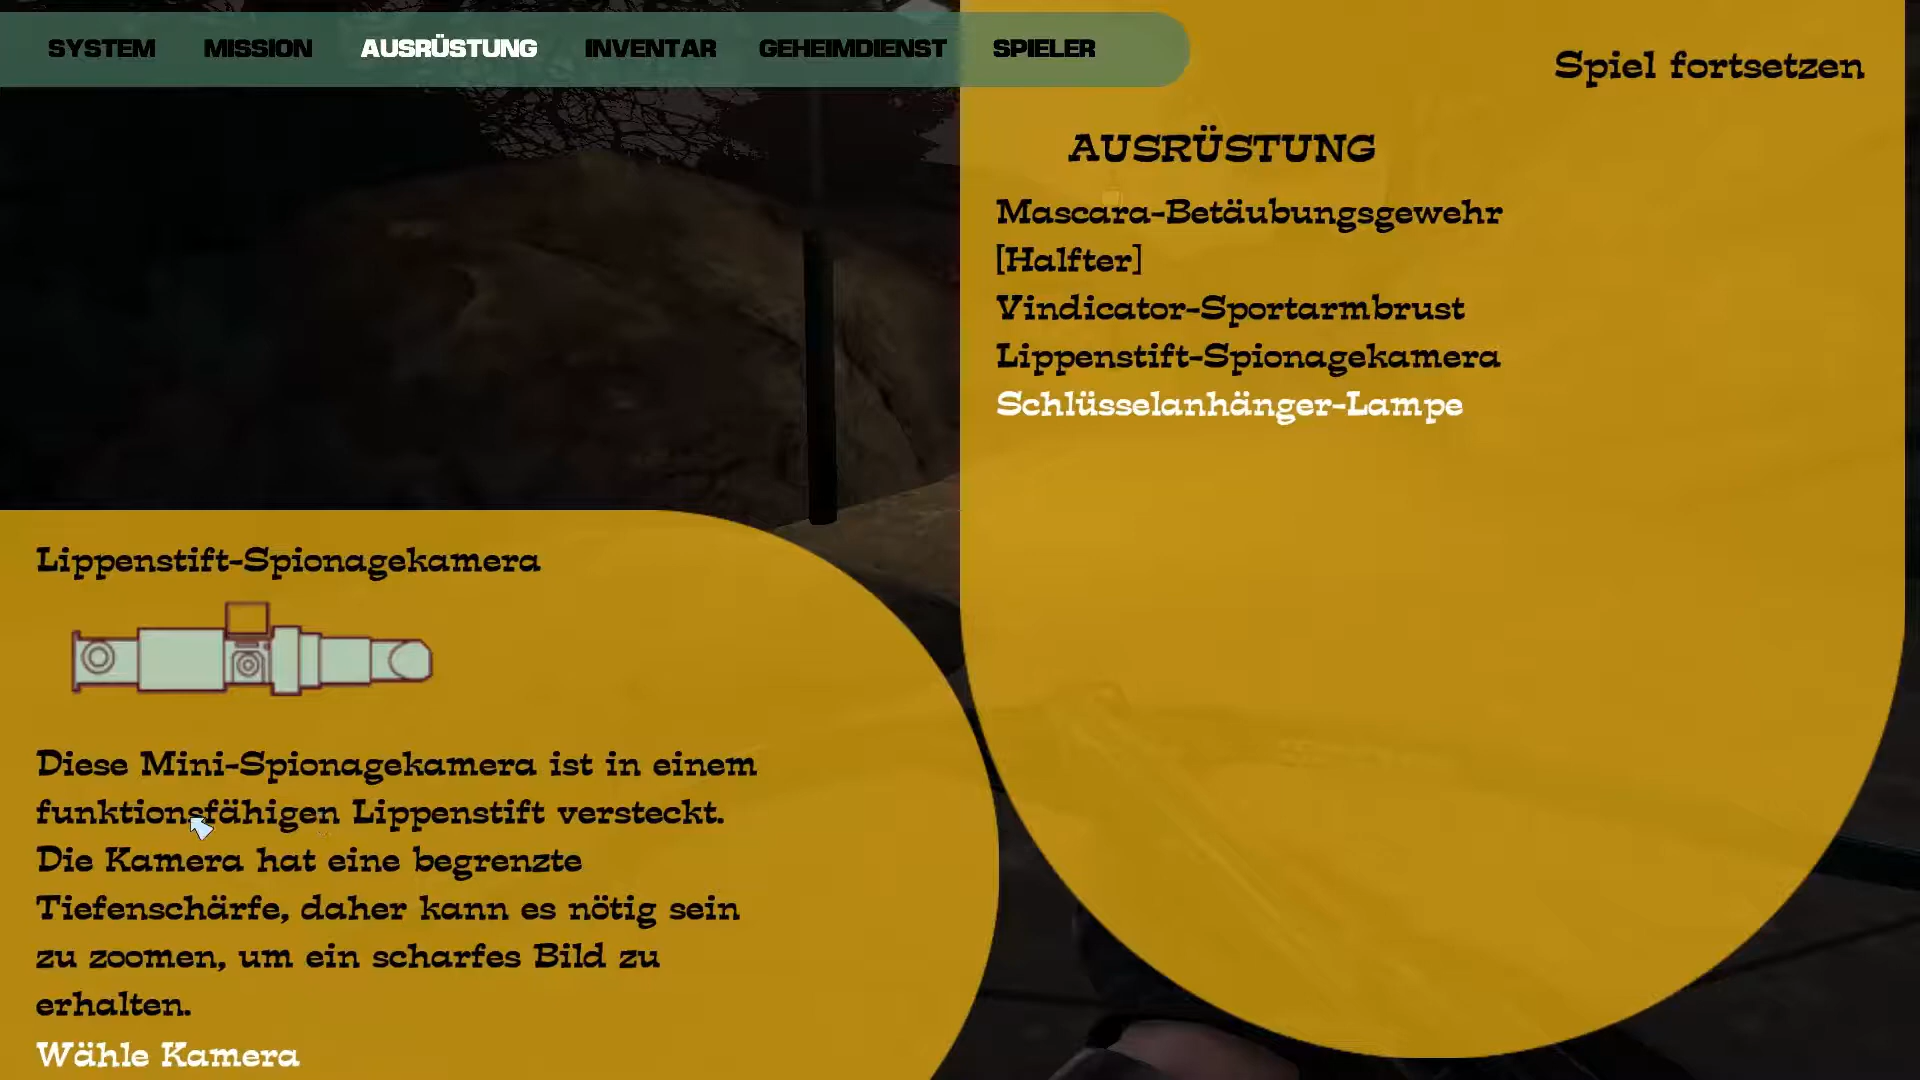 SYSTEM MISSION AUSRÜSTUNG INVENTAR GEHEIMDIENST SPIELER
Spiel fortsetzen
AUSRÜSTUNG
Mascara-Betäubungsgewehr
[Halfter]
Vindicator-Sportarmbrust
Lippenstift-Spionagekamera
Schlüsselanhänger-Lampe
Lippenstift-Spionagekamera
Diese Mini-Spionagekamera ist in einem
funktionsfähigen Lippenstift versteckt.
Die Kamera hat eine begrenzte
Tiefenschärfe, daher kann es nötig sein
zu zoomen, um ein scharfes Bild zu
erhalten.
Wähle Kamera